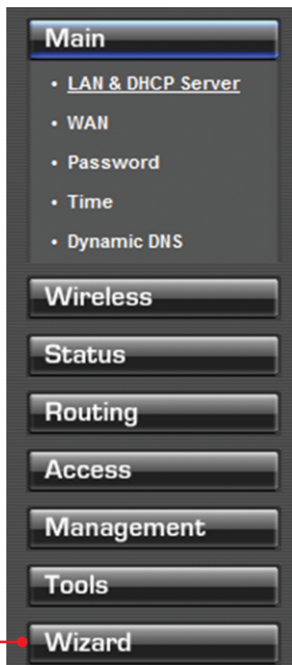 Main
• LAN & DHCP Server
• WAN
• Password
• Time
• Dynamic DNS
Wireless
Status
Routing
Access
Management
Tools
Wizard